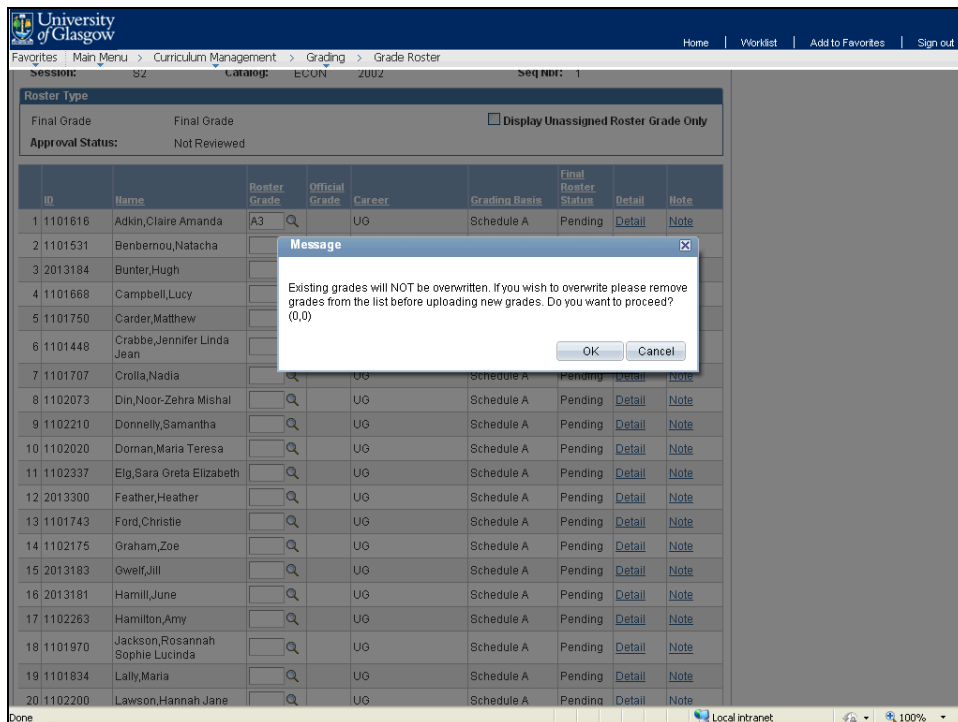 University
of Glasgow
Home | Worklist | Add to Favorites | Sign out
Favorites Main Menu > Curriculum Management > Grading > Grade Roster
Session: S2 Catalog: ECON 2002 Seq Nbr: 1
Roster Type
Final Grade Final Grade Display Unassigned Roster Grade Only
Approval Status: Not Reviewed
ID Name Roster Grade Official Grade Career Grading Basis Final Roster Status Detail Note
1 1101616 Adkin,Claire Amanda A3 UG Schedule A Pending Detail Note
2 1101531 Benbernou,Natacha Note
3 2013184 Bunter,Hugh Note
4 1101668 Campbell,Lucy Note
5 1101750 Carder,Matthew Note
6 1101448 Crabbe,Jennifer Linda Jean Note
Message
Existing grades will NOT be overwritten. If you wish to overwrite please remove
grades from the list before uploading new grades. Do you want to proceed?
(0,0)
OK Cancel
7 1101707 Crolla,Nadia UG Schedule A Pending Detail Note
8 1102073 Din,Noor-Zehra Mishal UG Schedule A Pending Detail Note
9 1102210 Donnelly,Samantha UG Schedule A Pending Detail Note
10 1102020 Dornan,Maria Teresa UG Schedule A Pending Detail Note
11 1102337 Elg,Sara Greta Elizabeth UG Schedule A Pending Detail Note
12 2013300 Feather,Heather UG Schedule A Pending Detail Note
13 1101743 Ford,Christie UG Schedule A Pending Detail Note
14 1102175 Graham,Zoe UG Schedule A Pending Detail Note
15 2013183 Gwelf,Jill UG Schedule A Pending Detail Note
16 2013181 Hamill,June UG Schedule A Pending Detail Note
17 1102263 Hamilton,Amy UG Schedule A Pending Detail Note
18 1101970 Jackson,Rosannah Sophie Lucinda UG Schedule A Pending Detail Note
19 1101834 Lally,Maria UG Schedule A Pending Detail Note
20 1102200 Lawson,Hannah Jane UG Schedule A Pending Detail Note
Done Local intranet 100%